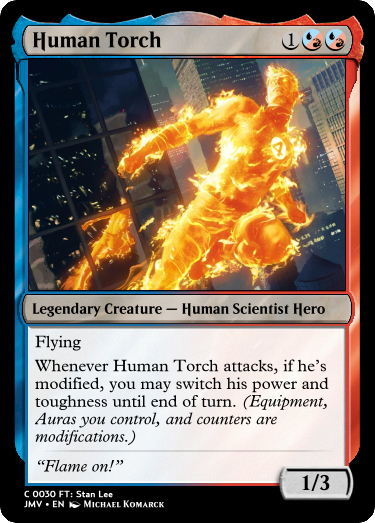 Human Torch 1
Legendary Creature — Human Scientist Hero
Flying
Whenever Human Torch attacks, if he's
modified, you may switch his power and
toughness until end of turn. (Equipment,
Auras you control, and counters are
modifications.)
“Flame on!”
1/3
C 0030 FT: Stan Lee
JMV • EN Michael Komarck